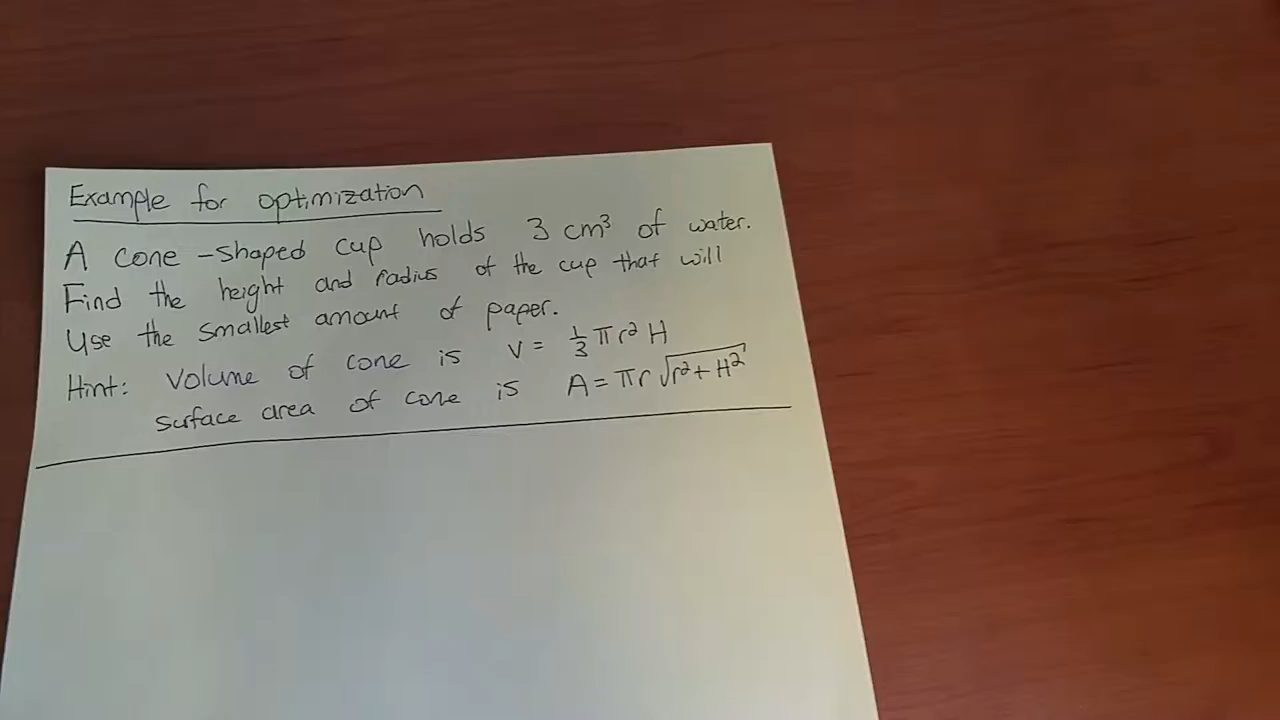 Example for optimization
A cone-shaped cup holds 3 cm³ of water.
Find the height and radius of the cup that will
Use the smallest amount of paper.
Hint: Volume of cone is V = 1/3 πr² H
surface area of cone is A = πr √(r² + H²)